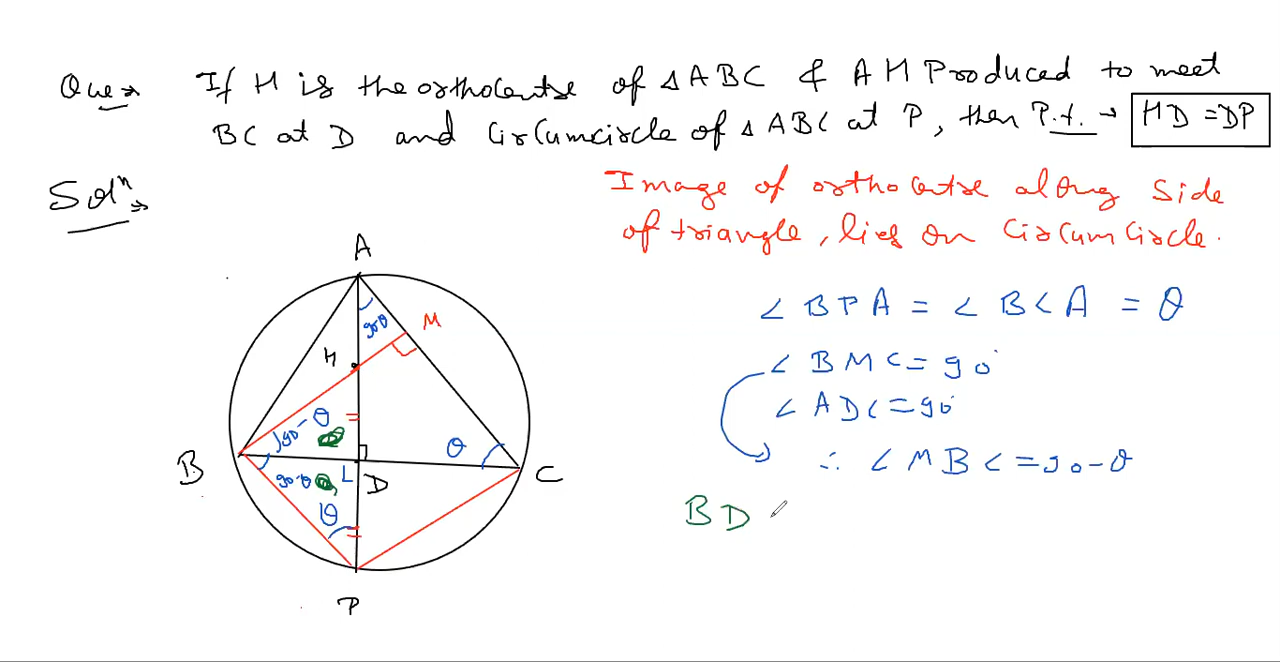 Que⇒ If H is the orthocentre of △ABC & AH Produced to meet
BC at D and Circumcircle of △ABC at P, then P.t. → HD = DP
Solⁿ⇒
Image of orthocentre along side
of triangle, lies on CircumCircle.
A
∠BPA = ∠BCA = θ
90-θ
M
H
∠BMC = 90°
∠ADC = 90°
90-θ
θ
B
∴ ∠MBC = 90-θ
90-θ
L
D
C
θ
BD
P